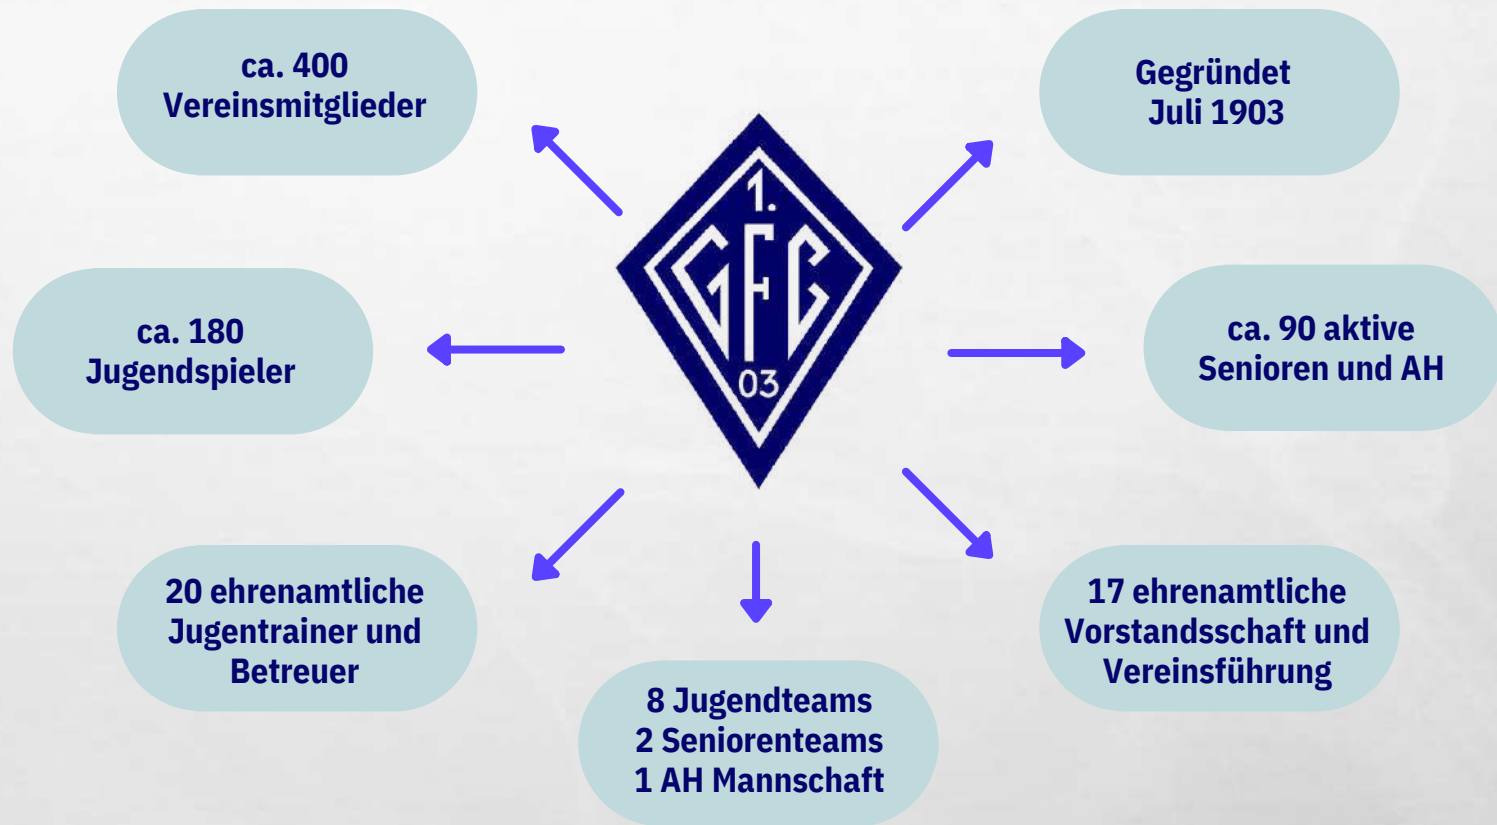 ca. 400
Vereinsmitglieder
Gegründet
Juli 1903
1.
GFC
03
ca. 180
Jugendspieler
ca. 90 aktive
Senioren und AH
20 ehrenamtliche
Jugentrainer und
Betreuer
17 ehrenamtliche
Vorstandsschaft und
Vereinsführung
8 Jugendteams
2 Seniorenteams
1 AH Mannschaft